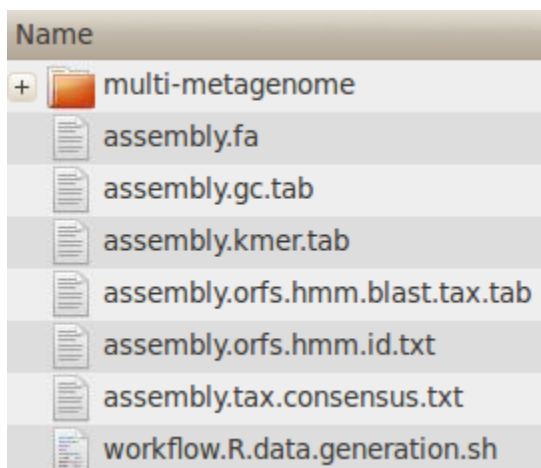 Name
multi-metagenome
assembly.fa
assembly.gc.tab
assembly.kmer.tab
assembly.orfs.hmm.blast.tax.tab
assembly.orfs.hmm.id.txt
assembly.tax.consensus.txt
workflow.R.data.generation.sh